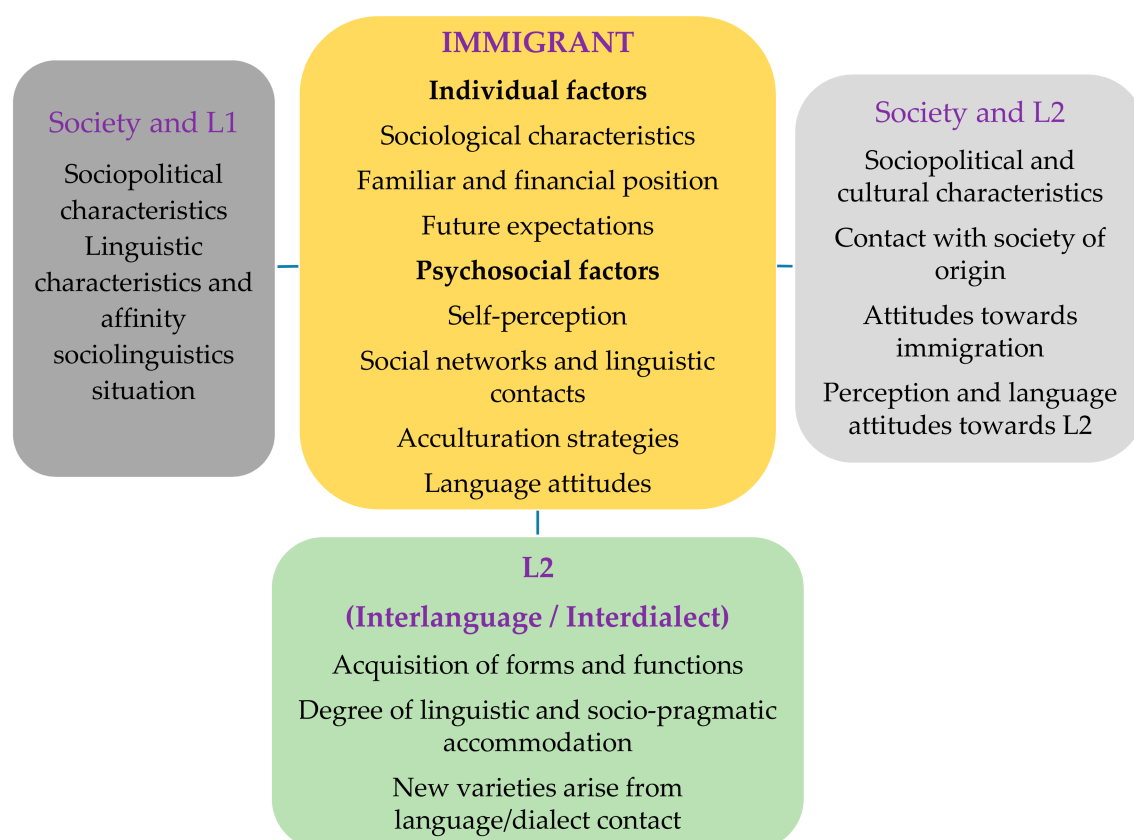 Society and L1
Sociopolitical
characteristics
Linguistic
characteristics and
affinity
sociolinguistics
situation
IMMIGRANT
Individual factors
Sociological characteristics
Familiar and financial position
Future expectations
Psychosocial factors
Self-perception
Social networks and linguistic
contacts
Acculturation strategies
Language attitudes
Society and L2
Sociopolitical and
cultural characteristics
Contact with society of
origin
Attitudes towards
immigration
Perception and language
attitudes towards L2
L2
(Interlanguage / Interdialect)
Acquisition of forms and functions
Degree of linguistic and socio-pragmatic
accommodation
New varieties arise from
language/dialect contact